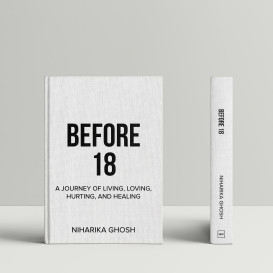 BEFORE
18
A JOURNEY OF LIVING, LOVING,
HURTING, AND HEALING
NIHARIKA GHOSH
BEFORE 18
NIHARIKA GHOSH